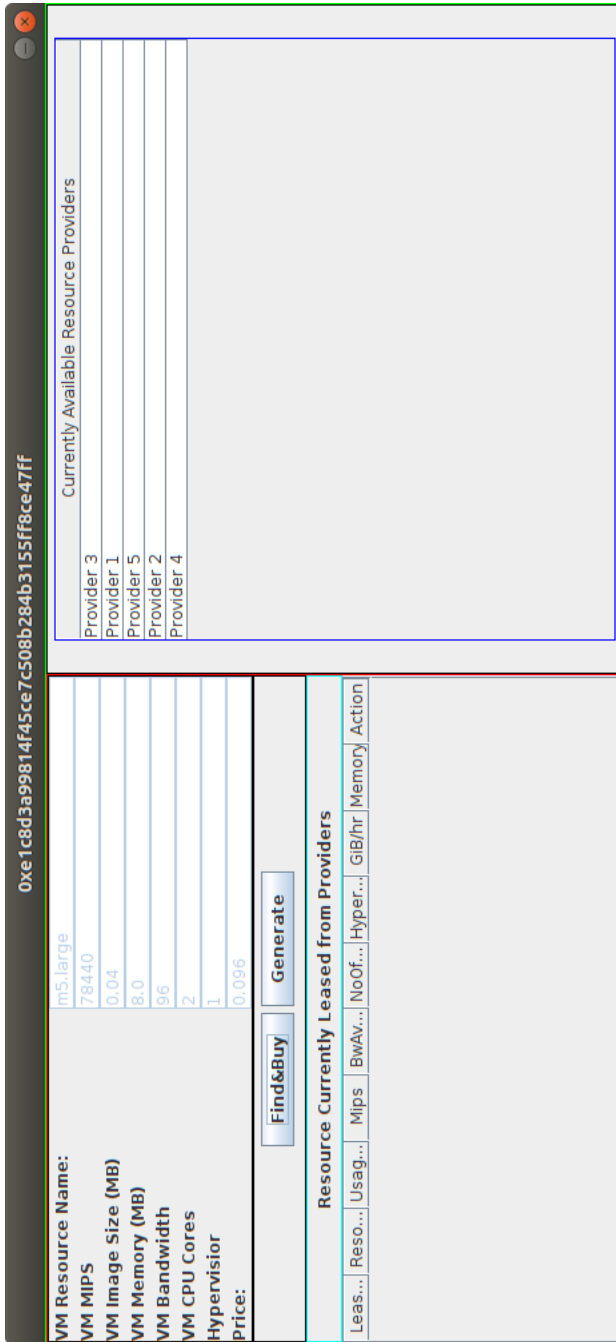 0xe1c8d3a99814f45ce7c508b284b3155ff8ce47ff
VM Resource Name: m5.large
VM MIPS 78440
VM Image Size (MB) 0.04
VM Memory (MB) 8.0
VM Bandwidth 96
VM CPU Cores 2
Hypervisior 1
Price: 0.096
Find&Buy Generate
Resource Currently Leased from Providers
Leas... Reso... Usag... Mips BwAv... NoOf... Hyper... GiB/hr Memory Action
Currently Available Resource Providers
Provider 3
Provider 1
Provider 5
Provider 2
Provider 4